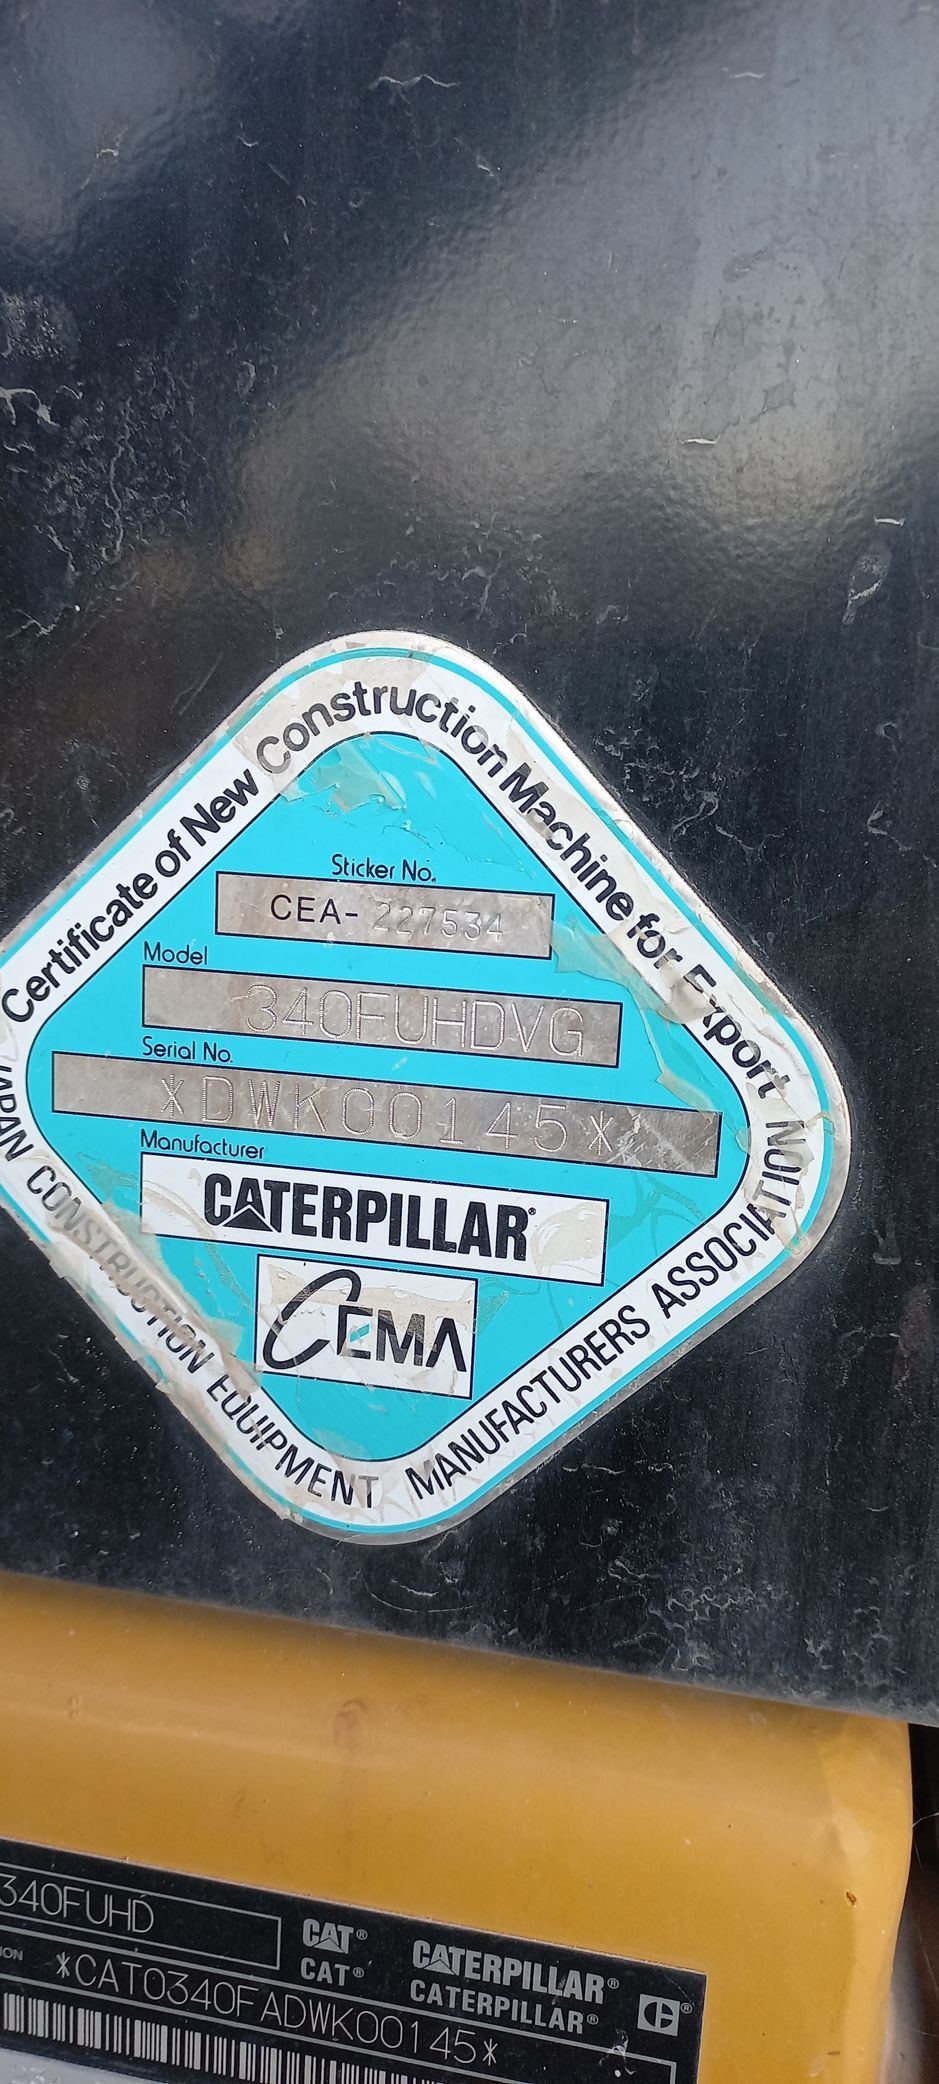 Certificate of New Construction Machine for Export
Sticker No.
CEA- 227534
Model
340FUHDVG
Serial No.
*DWK00145*
Manufacturer
CATERPILLAR®
CEMA
CONSTRUCTION EQUIPMENT MANUFACTURERS ASSOCIATION
340FUHD
CAT® CATERPILLAR®
CAT® CATERPILLAR® ®
*CAT0340FADWK00145*